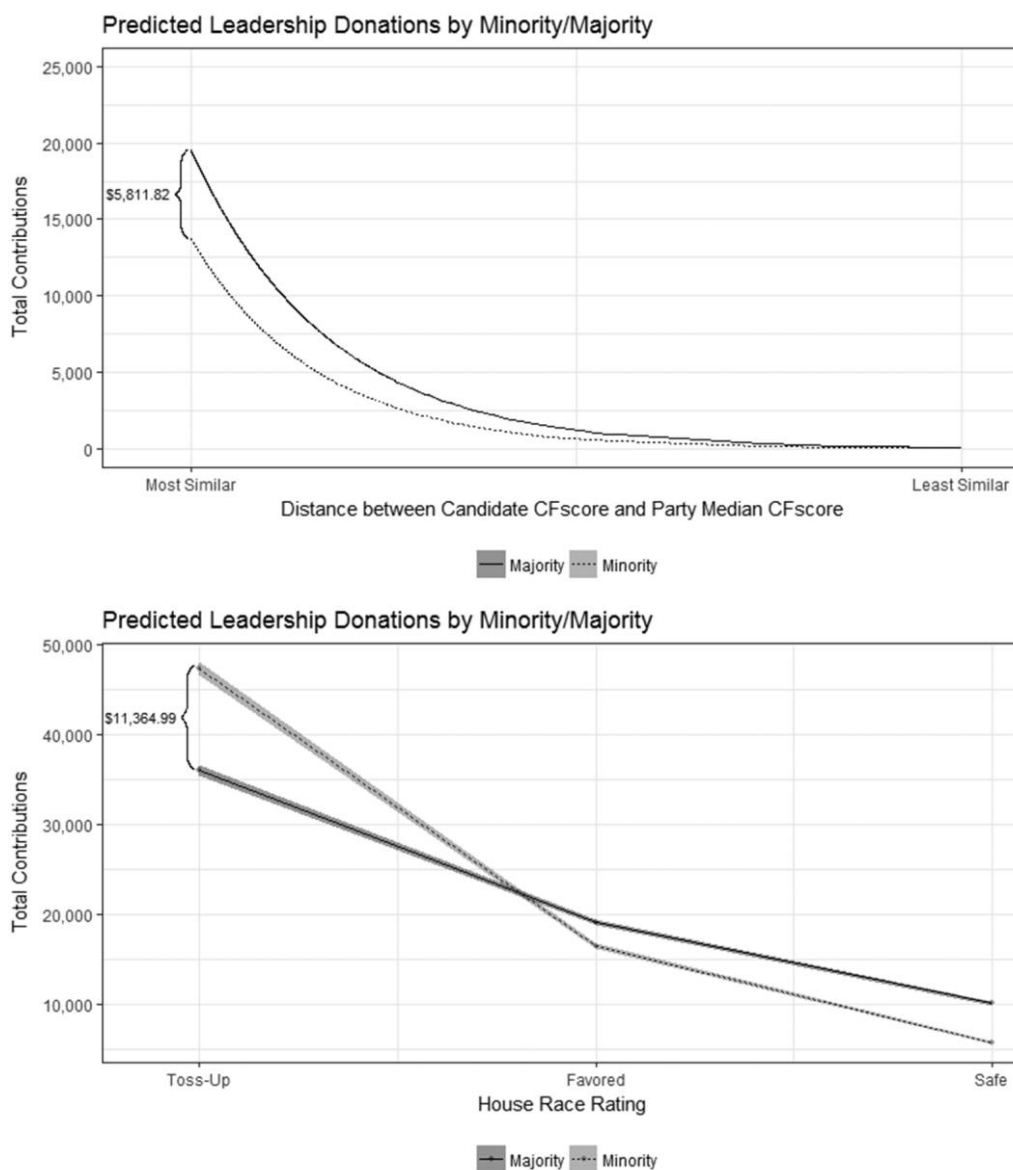 Predicted Leadership Donations by Minority/Majority
25,000
20,000
$5,811.82
15,000
10,000
5,000
0
Total Contributions
Most Similar Least Similar
Distance between Candidate CFscore and Party Median CFscore
Majority Minority
Predicted Leadership Donations by Minority/Majority
50,000
$11,364.99
40,000
30,000
20,000
10,000
Total Contributions
Toss-Up Favored Safe
House Race Rating
Majority Minority